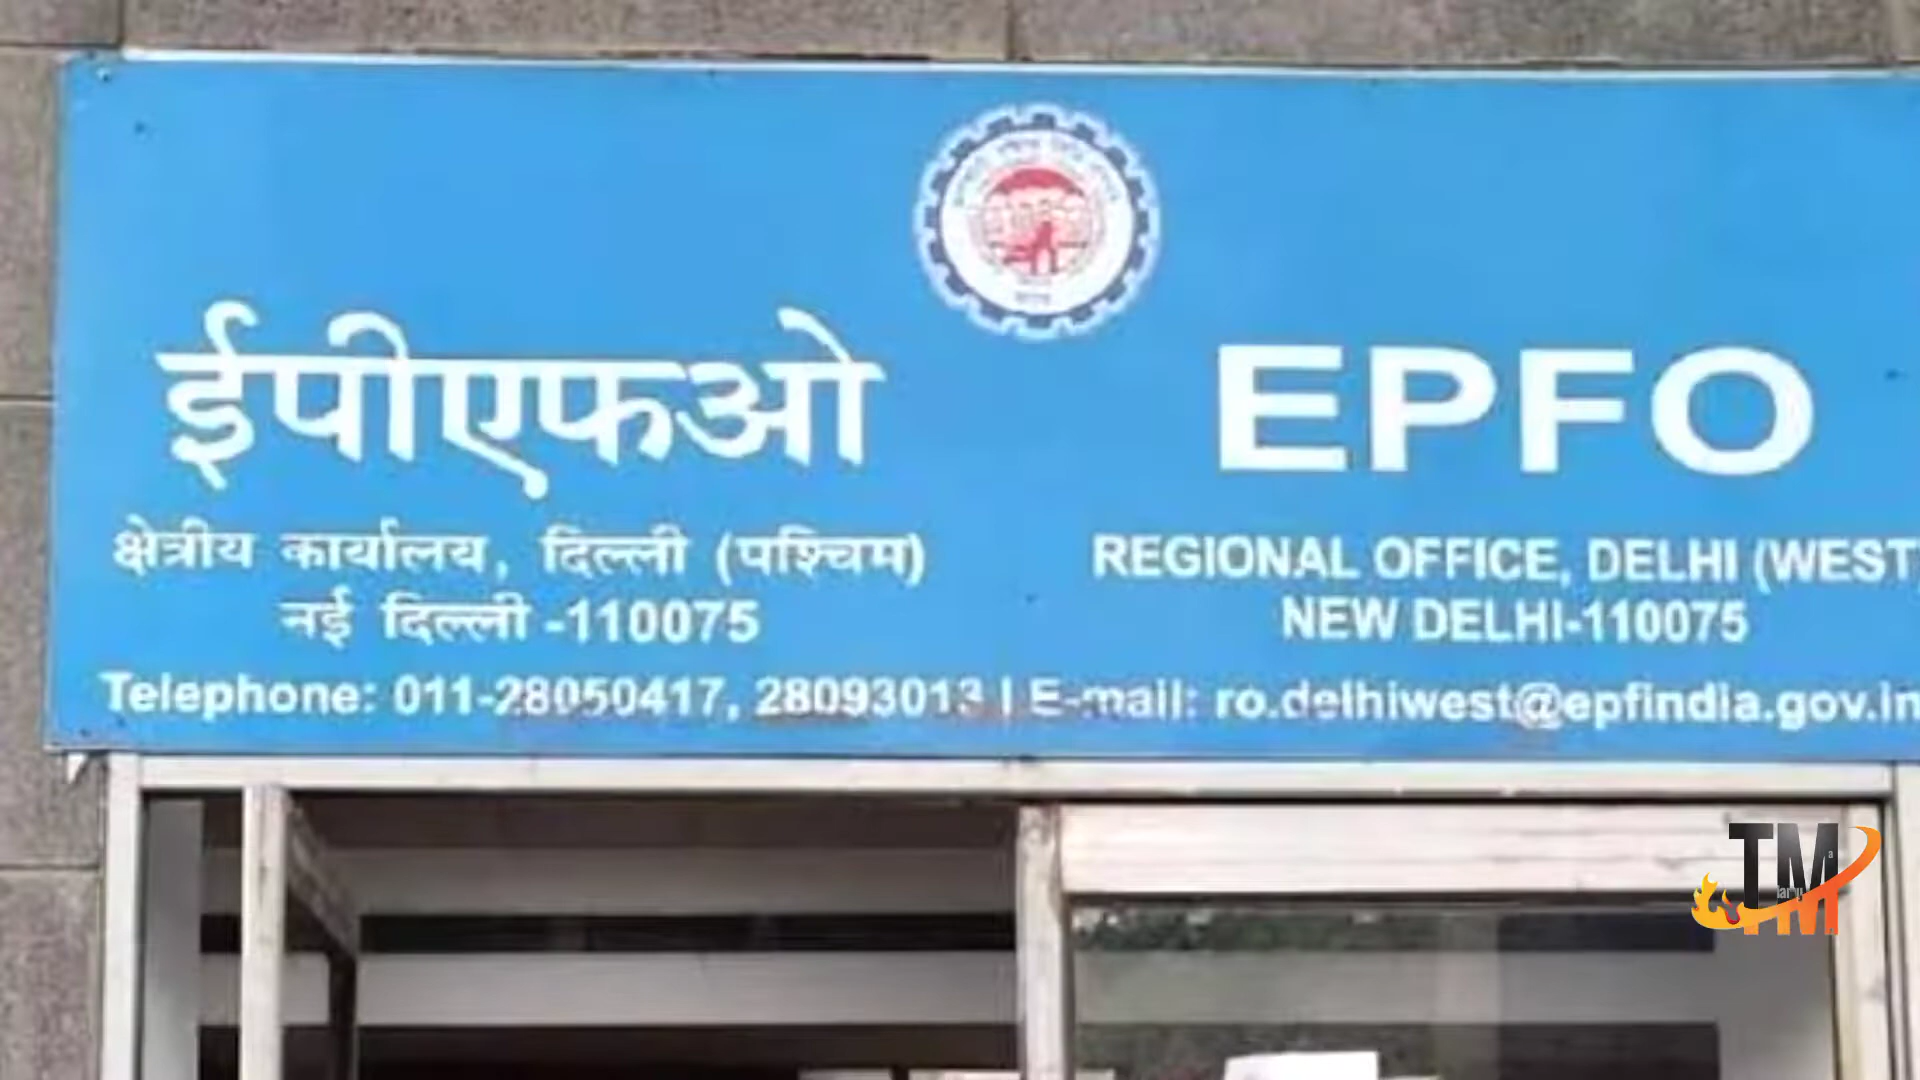 ईपीएफओ
क्षेत्रीय कार्यालय, दिल्ली (पश्चिम)
नई दिल्ली -110075
EPFO
REGIONAL OFFICE, DELHI (WEST)
NEW DELHI-110075
Telephone: 011-28050417, 28093013 | E-mail: ro.delhiwest@epfindia.gov.in
TM